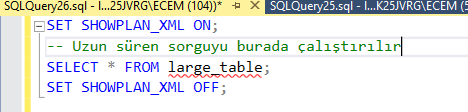 SQLQuery26.sql - I...K25JVRG\ECEM (104))*
SQLQuery25.sql - I...25JVRG\ECEM (
SET SHOWPLAN_XML ON;
-- Uzun süren sorguyu burada çalıştırılır
SELECT * FROM large_table;
SET SHOWPLAN_XML OFF;